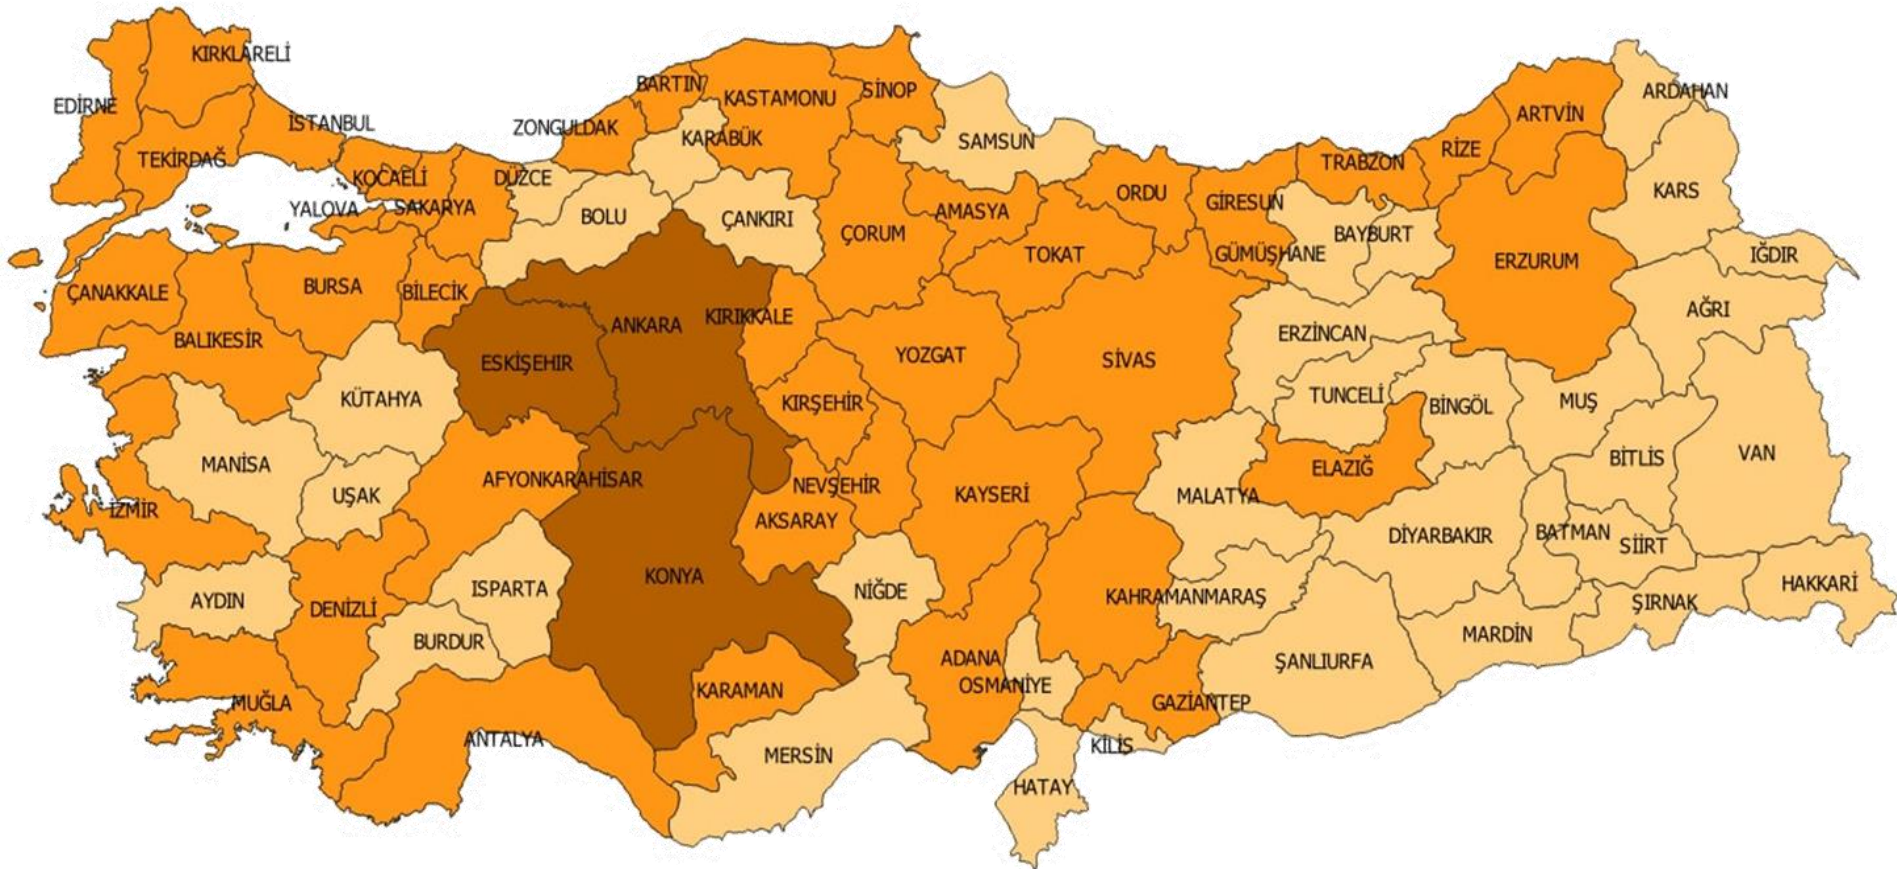 KIRKLARELİ
EDİRNE
İSTANBUL
TEKİRDAĞ
KOCAELİ
YALOVA
SAKARYA
DÜZCE
ZONGULDAK
BARTIN
KARABÜK
KASTAMONU
SİNOP
SAMSUN
BOLU
ÇANKIRI
ÇORUM
AMASYA
TOKAT
ORDU
GİRESUN
GÜMÜŞHANE
TRABZON
RİZE
ARTVİN
ARDAHAN
KARS
BAYBURT
ERZURUM
IĞDIR
AĞRI
ÇANAKKALE
BALIKESİR
BURSA
BİLECİK
ESKİŞEHIR
ANKARA
KIRIKKALE
YOZGAT
SİVAS
ERZİNCAN
TUNCELİ
BİNGÖL
MUŞ
KÜTAHYA
KIRŞEHİR
MANİSA
UŞAK
AFYONKARAHİSAR
NEVŞEHİR
AKSARAY
KAYSERİ
MALATYA
ELAZIĞ
BİTLİS
VAN
İZMİR
DİYARBAKIR
BATMAN
SİİRT
AYDIN
DENİZLİ
ISPARTA
KONYA
NİĞDE
KAHRAMANMARAŞ
ŞIRNAK
HAKKARİ
BURDUR
MARDİN
MUĞLA
ANTALYA
KARAMAN
ADANA
OSMANİYE
GAZİANTEP
ŞANLIURFA
MERSİN
KİLİS
HATAY